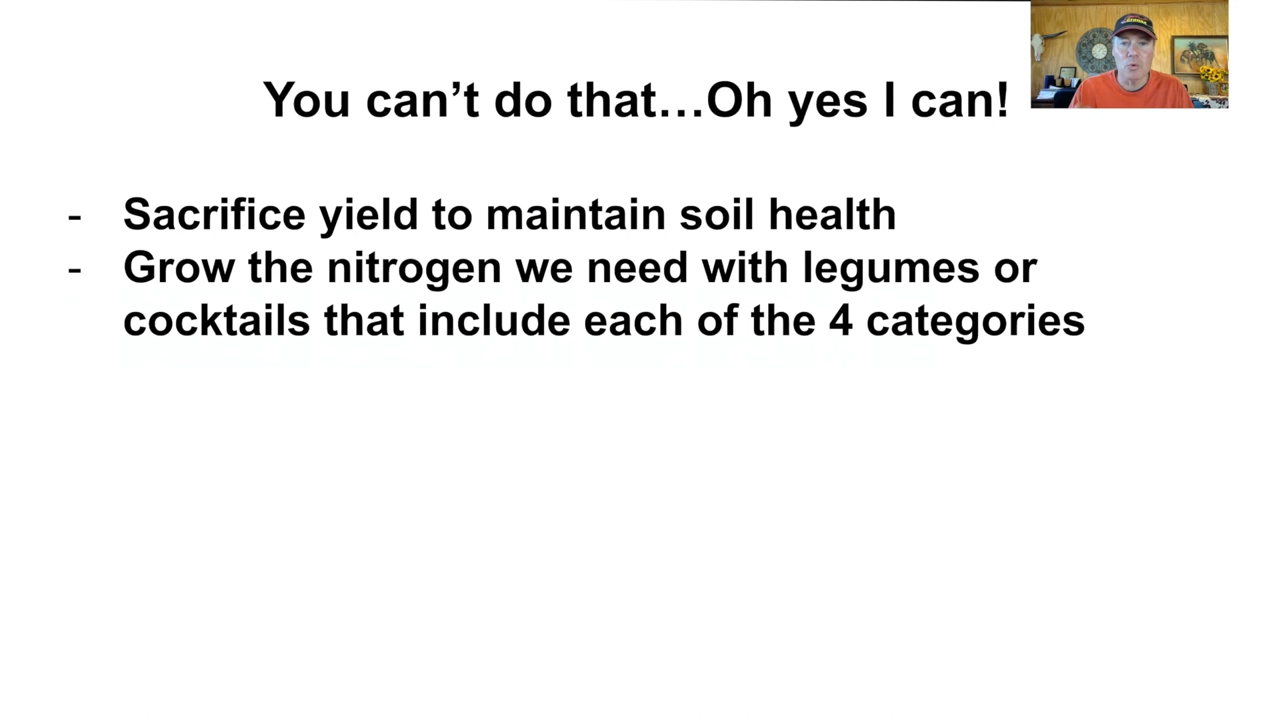 You can’t do that…Oh yes I can!
- Sacrifice yield to maintain soil health
- Grow the nitrogen we need with legumes or
cocktails that include each of the 4 categories